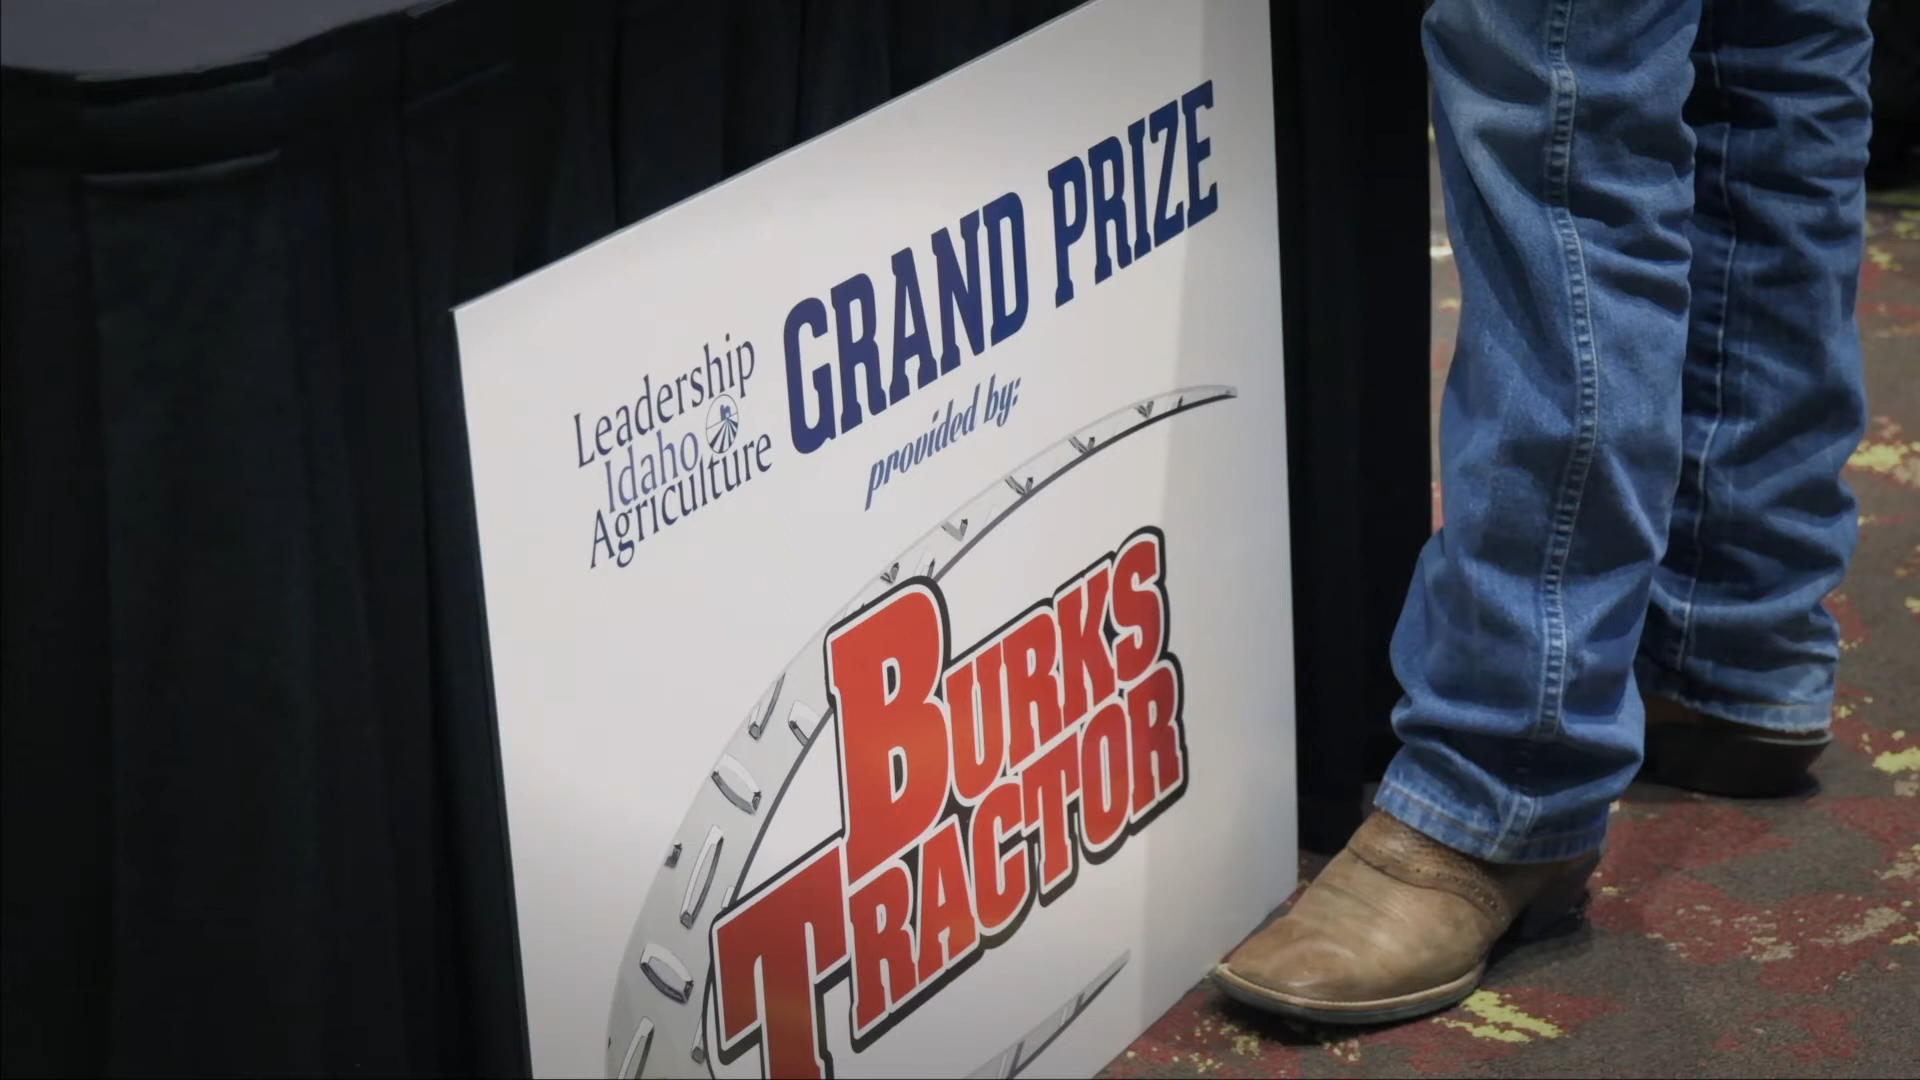 Leadership
Idaho
Agriculture
GRAND PRIZE
provided by:
BURKS
TRACTOR